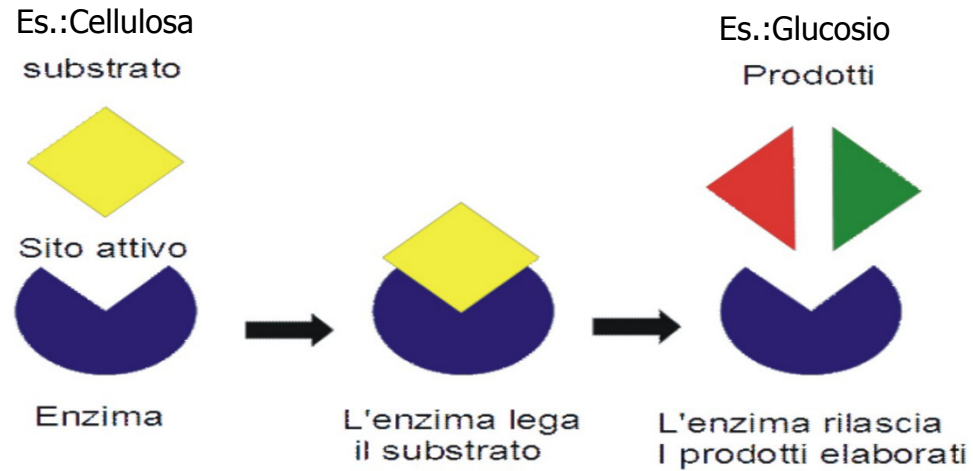 Es.:Cellulosa
substrato
Sito attivo
Enzima
L'enzima lega
il substrato
Es.:Glucosio
Prodotti
L'enzima rilascia
I prodotti elaborati